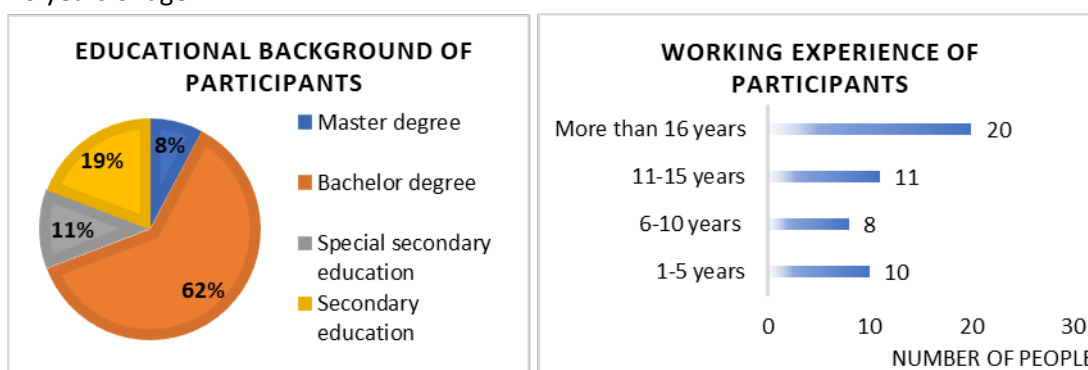 EDUCATIONAL BACKGROUND OF
PARTICIPANTS
8%
19%
11%
62%
Master degree
Bachelor degree
Special secondary
education
Secondary
education
WORKING EXPERIENCE OF
PARTICIPANTS
More than 16 years
20
11-15 years
11
6-10 years
8
1-5 years
10
0
10
20
30
NUMBER OF PEOPLE